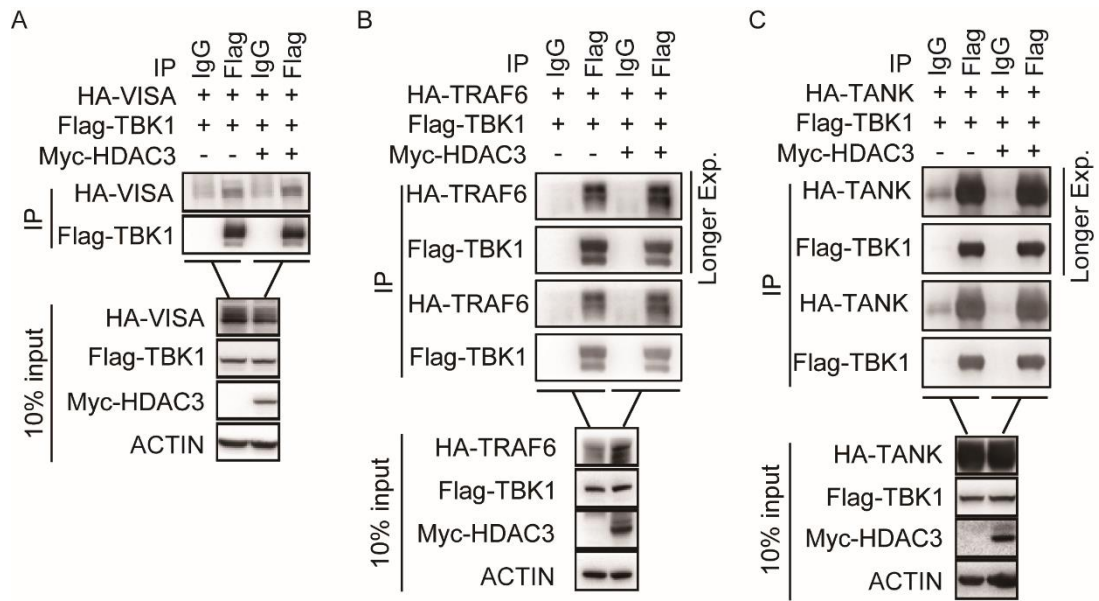 A
IP IgG Flag IgG Flag
HA-VISA + + + +
Flag-TBK1 + + + +
Myc-HDAC3 - - + +
IP
HA-VISA
Flag-TBK1
10% input
HA-VISA
Flag-TBK1
Myc-HDAC3
ACTIN
B
IP IgG Flag IgG Flag
HA-TRAF6 + + + +
Flag-TBK1 + + + +
Myc-HDAC3 - - + +
IP
HA-TRAF6
Flag-TBK1
Longer Exp.
HA-TRAF6
Flag-TBK1
10% input
HA-TRAF6
Flag-TBK1
Myc-HDAC3
ACTIN
C
IP IgG Flag IgG Flag
HA-TANK + + + +
Flag-TBK1 + + + +
Myc-HDAC3 - - + +
IP
HA-TANK
Flag-TBK1
Longer Exp.
HA-TANK
Flag-TBK1
10% input
HA-TANK
Flag-TBK1
Myc-HDAC3
ACTIN